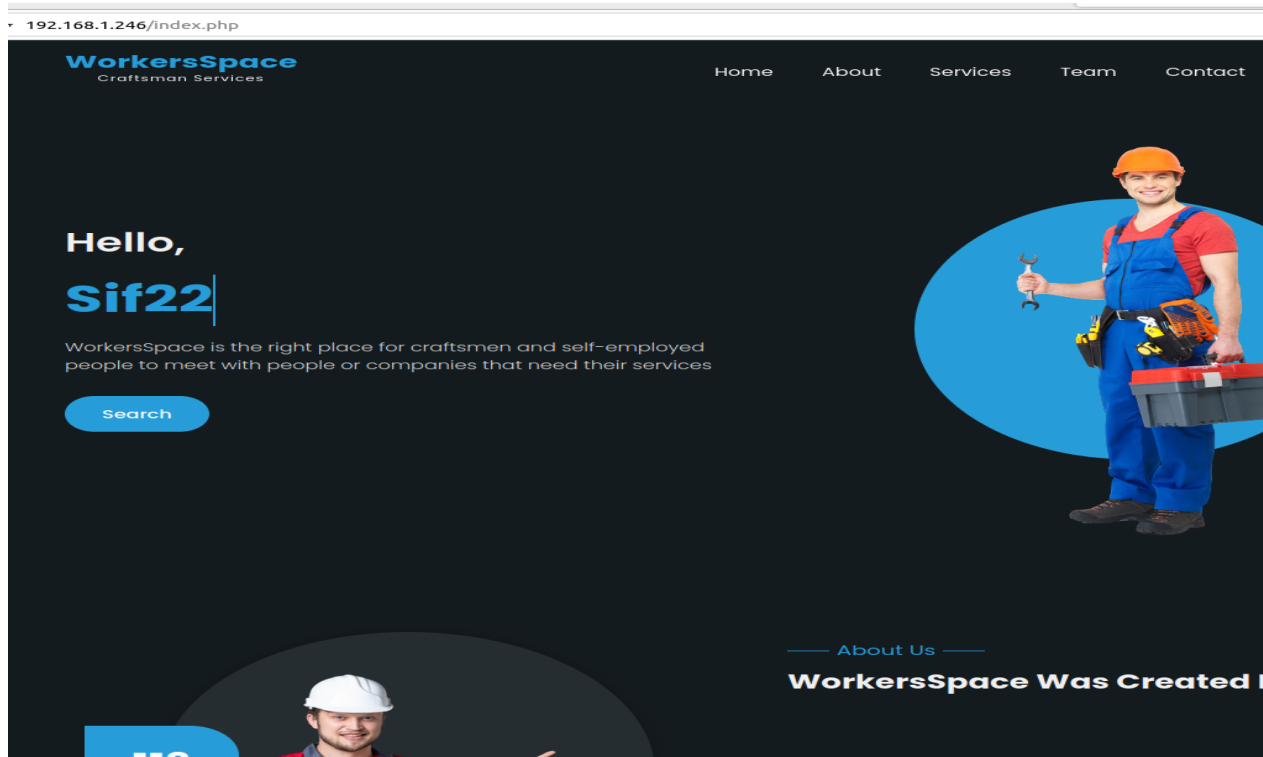 192.168.1.246/index.php
WorkersSpace
Craftsman Services
Home About Services Team Contact
Hello,
Sif22
WorkersSpace is the right place for craftsmen and self-employed
people to meet with people or companies that need their services
Search
About Us
WorkersSpace Was Created